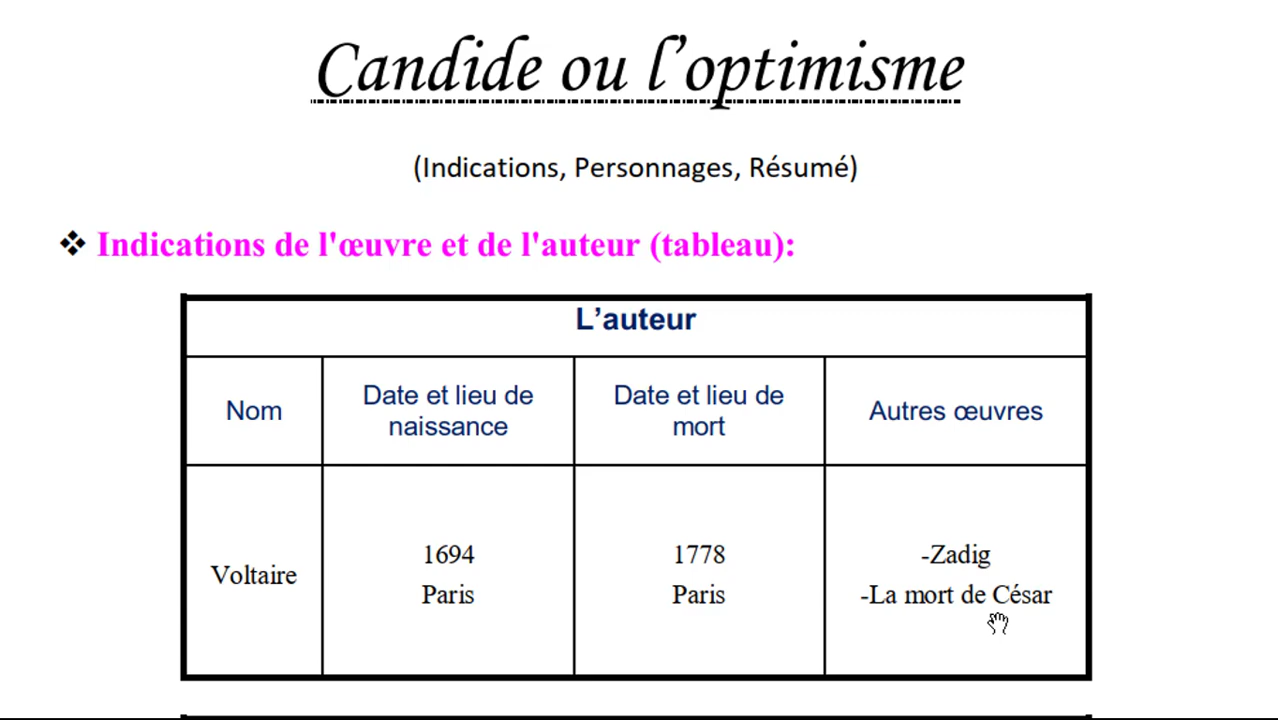 Candide ou l’optimisme
(Indications, Personnages, Résumé)
❖ Indications de l'œuvre et de l'auteur (tableau):
L’auteur
Nom
Date et lieu de
naissance
Date et lieu de
mort
Autres œuvres
Voltaire
1694
Paris
1778
Paris
-Zadig
-La mort de César